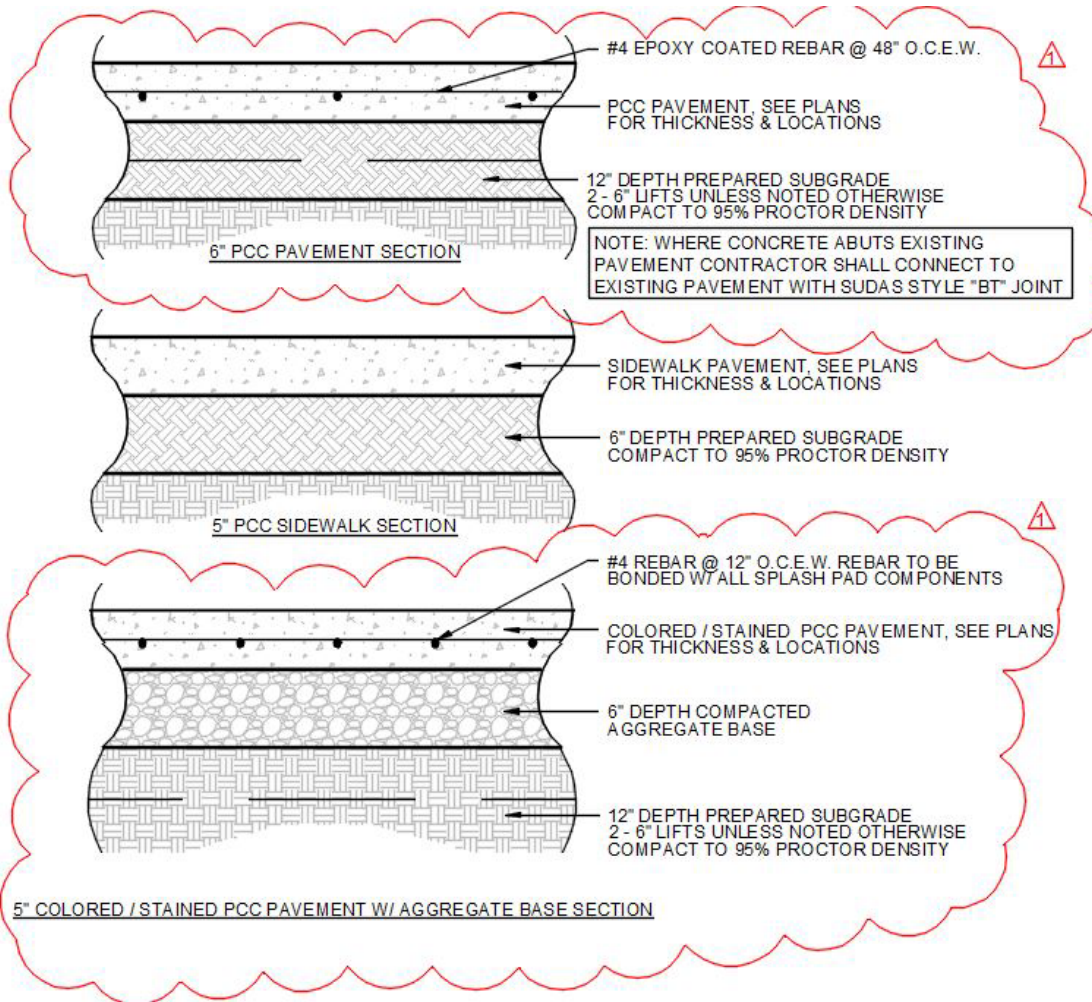 #4 EPOXY COATED REBAR @ 48" O.C.E.W.
1
PCC PAVEMENT, SEE PLANS
FOR THICKNESS & LOCATIONS
12" DEPTH PREPARED SUBGRADE
2 - 6" LIFTS UNLESS NOTED OTHERWISE
COMPACT TO 95% PROCTOR DENSITY
6" PCC PAVEMENT SECTION
NOTE: WHERE CONCRETE ABUTS EXISTING
PAVEMENT CONTRACTOR SHALL CONNECT TO
EXISTING PAVEMENT WITH SUDAS STYLE "BT" JOINT
SIDEWALK PAVEMENT, SEE PLANS
FOR THICKNESS & LOCATIONS
6" DEPTH PREPARED SUBGRADE
COMPACT TO 95% PROCTOR DENSITY
5" PCC SIDEWALK SECTION
1
#4 REBAR @ 12" O.C.E.W. REBAR TO BE
BONDED W/ ALL SPLASH PAD COMPONENTS
COLORED / STAINED PCC PAVEMENT, SEE PLANS
FOR THICKNESS & LOCATIONS
6" DEPTH COMPACTED
AGGREGATE BASE
12" DEPTH PREPARED SUBGRADE
2 - 6" LIFTS UNLESS NOTED OTHERWISE
COMPACT TO 95% PROCTOR DENSITY
5" COLORED / STAINED PCC PAVEMENT W/ AGGREGATE BASE SECTION